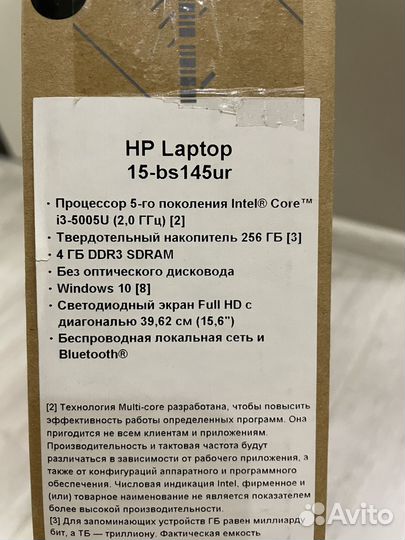 HP Laptop
15-bs145ur
· Процессор 5-го поколения Intel® Core™
i3-5005U (2,0 ГГц) [2]
· Твердотельный накопитель 256 ГБ [3]
· 4 ГБ DDR3 SDRAM
· Без оптического дисковода
· Windows 10 [8]
· Светодиодный экран Full HD с
диагональю 39,62 см (15,6")
· Беспроводная локальная сеть и
Bluetooth®
[2] Технология Multi-core разработана, чтобы повысить
эффективность работы определенных программ. Она
пригодится не всем клиентам и приложениям.
Производительность и тактовая частота будут
различаться в зависимости от рабочего приложения, а
также от конфигураций аппаратного и программного
обеспечения. Числовая индикация Intel, фирменное и
(или) товарное наименование не является показателем
более высокой производительности.
[3] Для запоминающих устройств ГБ равен миллиарду
бит, а ТБ — триллиону. Фактическая емкость
Avito